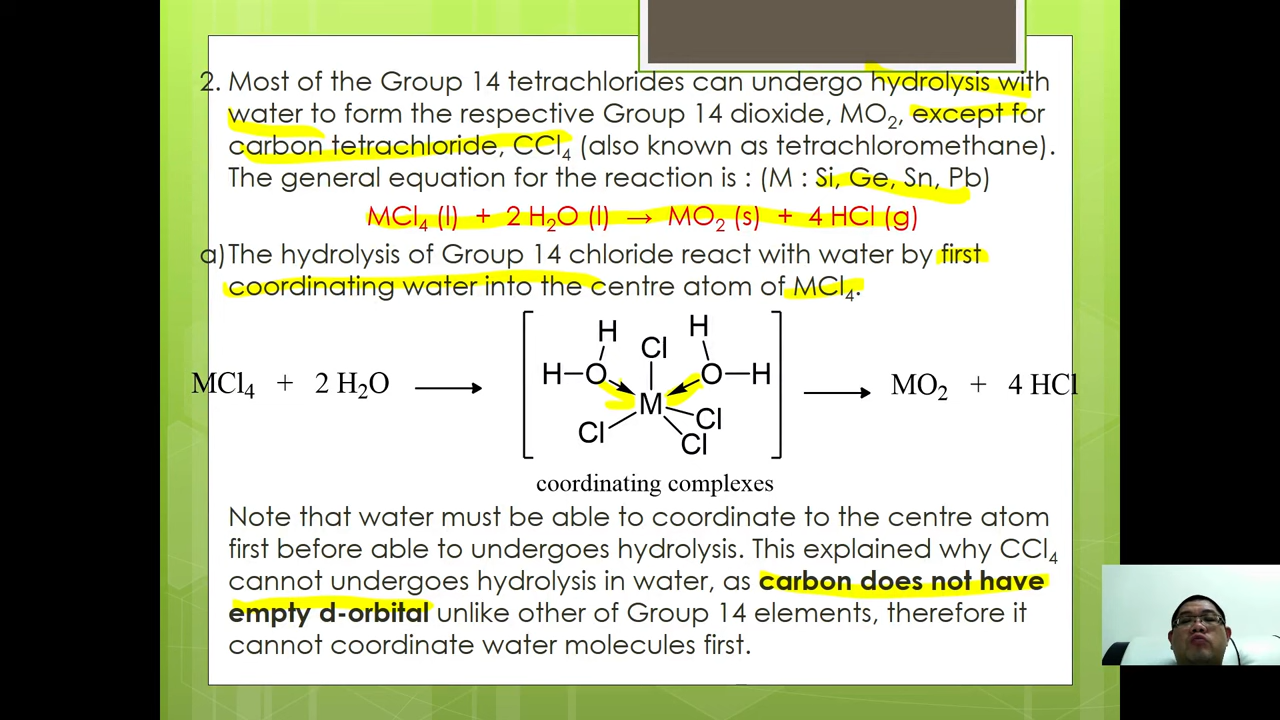 2. Most of the Group 14 tetrachlorides can undergo hydrolysis with
water to form the respective Group 14 dioxide, MO₂, except for
carbon tetrachloride, CCl₄ (also known as tetrachloromethane).
The general equation for the reaction is : (M : Si, Ge, Sn, Pb)
MCl₄ (l) + 2 H₂O (l) → MO₂ (s) + 4 HCl (g)
a) The hydrolysis of Group 14 chloride react with water by first
coordinating water into the centre atom of MCl₄.
H H
Cl
H O O H
MCl₄ + 2 H₂O → MO₂ + 4 HCl
M
Cl
Cl
Cl
coordinating complexes
Note that water must be able to coordinate to the centre atom
first before able to undergoes hydrolysis. This explained why CCl₄
cannot undergoes hydrolysis in water, as carbon does not have
empty d-orbital unlike other of Group 14 elements, therefore it
cannot coordinate water molecules first.